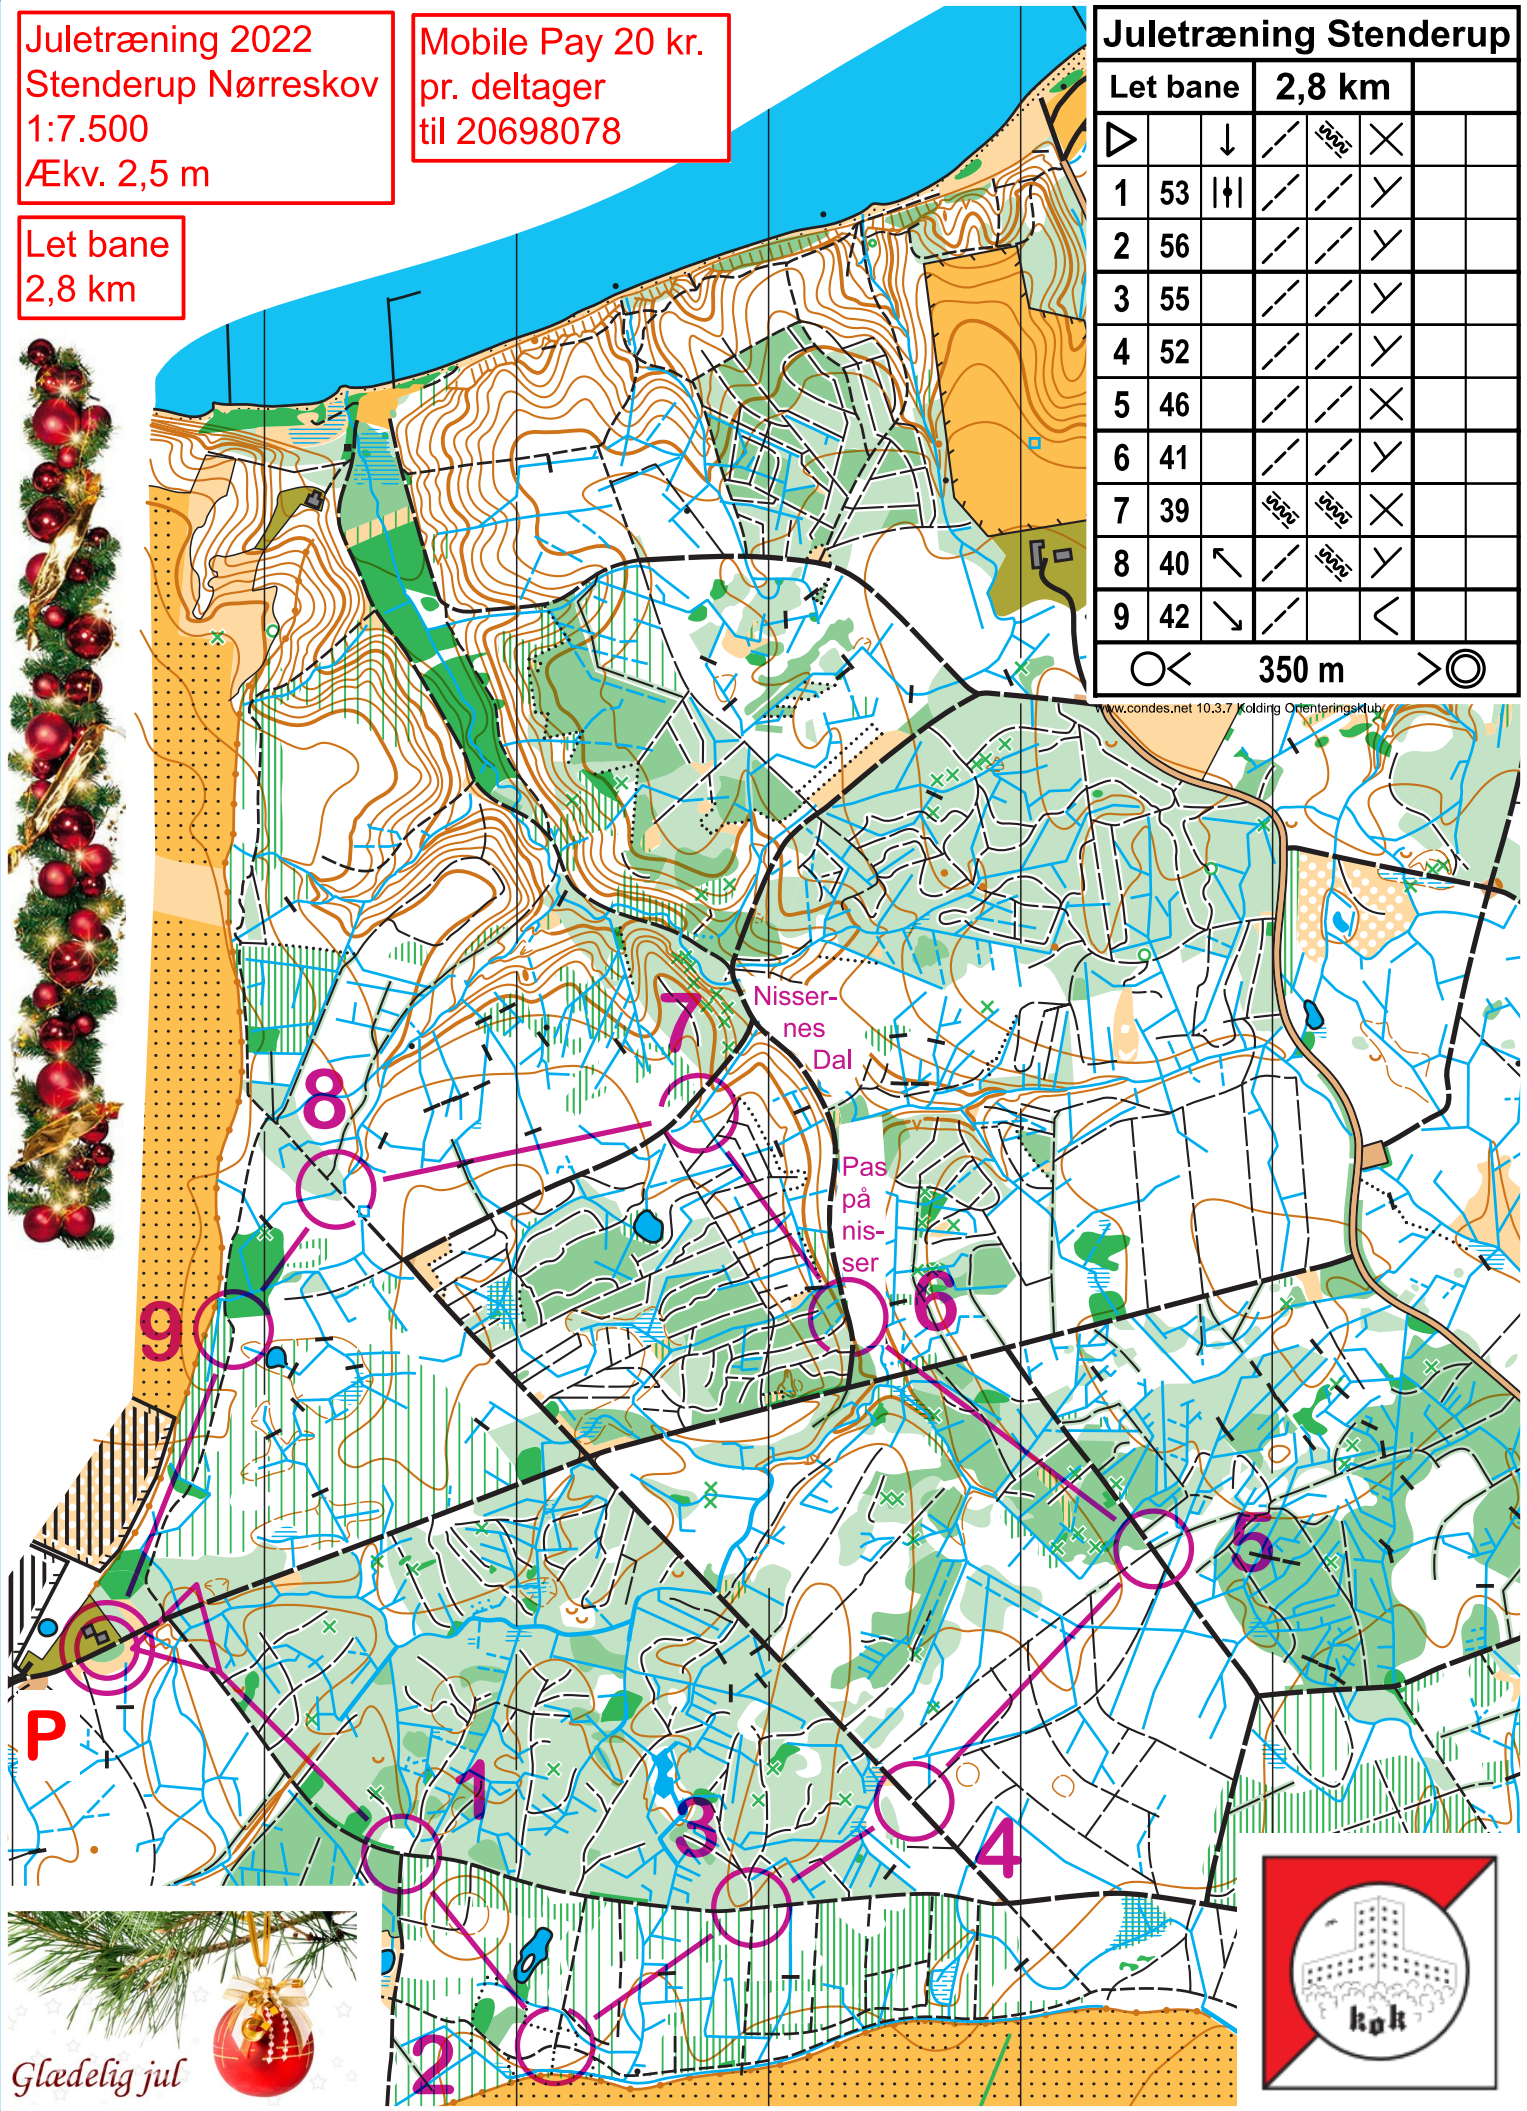 Juletræning 2022
Stenderup Nørreskov
1:7.500
Ækv. 2,5 m
Mobile Pay 20 kr.
pr. deltager
til 20698078
Let bane
2,8 km
Juletræning Stenderup
Let bane 2,8 km
1 53
2 56
3 55
4 52
5 46
6 41
7 39
8 40
9 42
350 m
www.condes.net 10.3.7 Kolding Orienteringsklub
Nisser-
nes
Dal
7
8
Pas
på
nis-
ser
6
9
5
P
1
3
4
2
Glædelig jul
kok